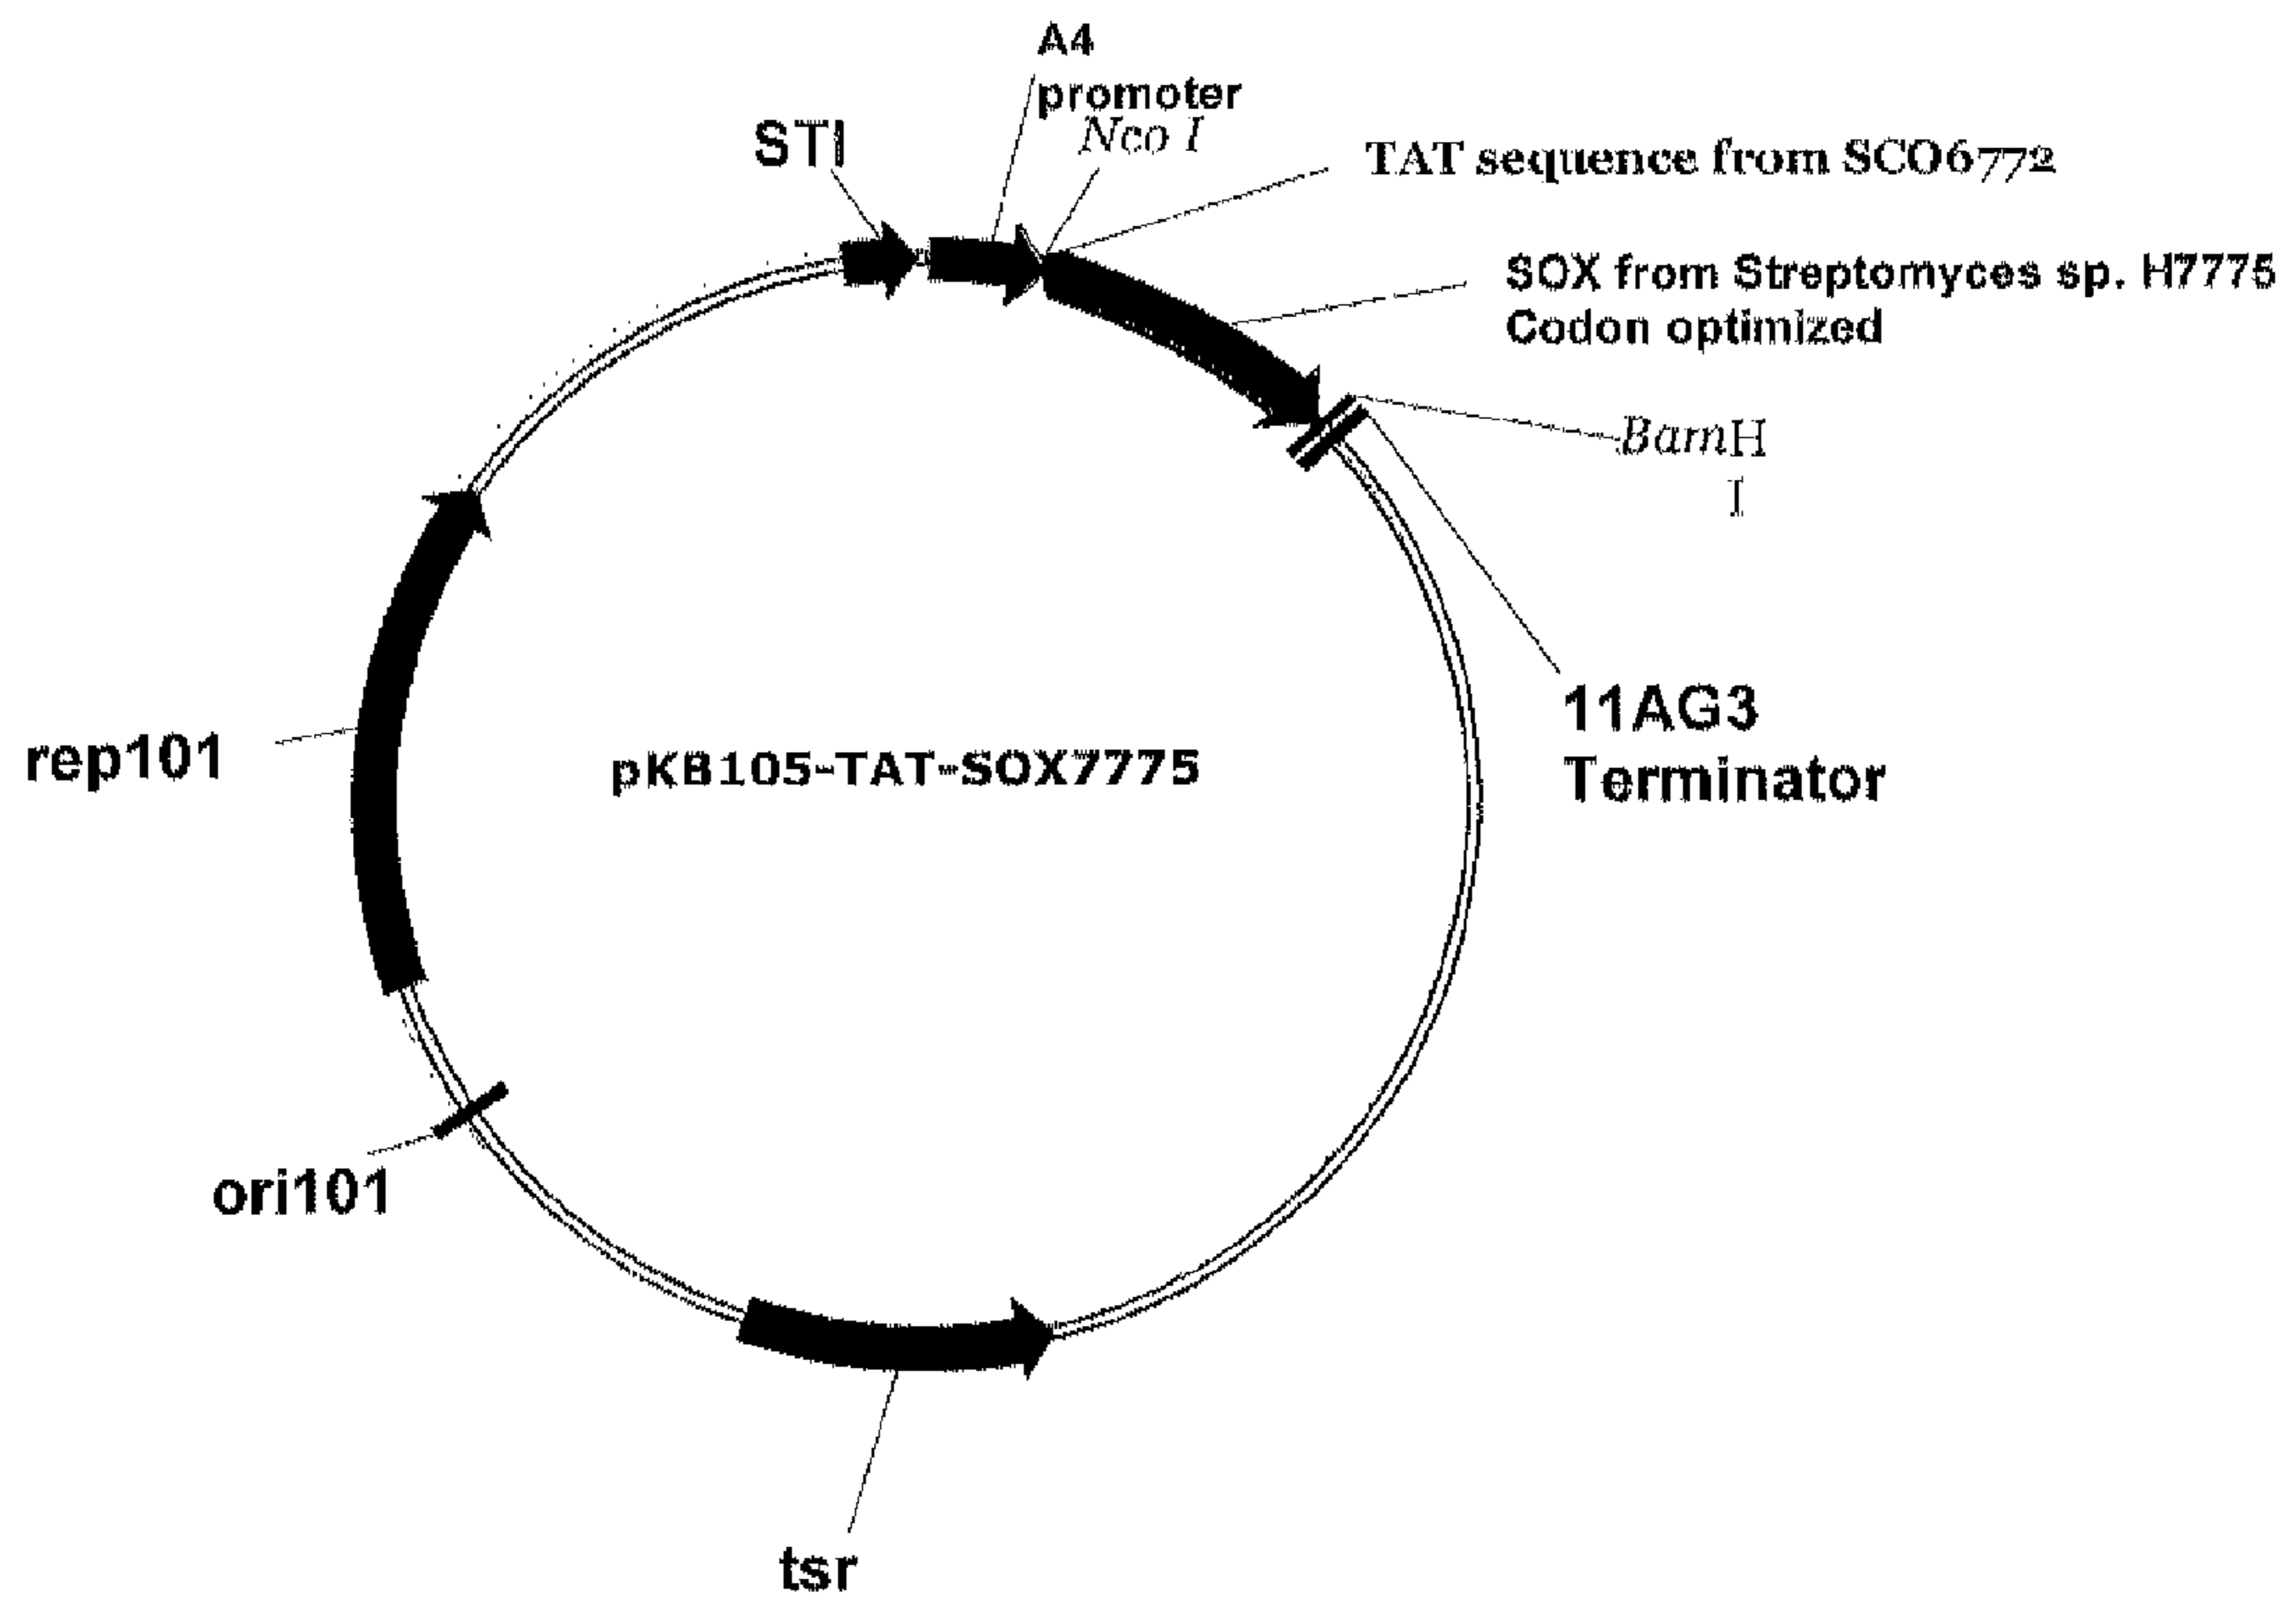 A4
promoter
Nco I
STI
TAT sequence from SCO6772
SOX from Streptomyces sp. H7775
Codon optimized
BamH
I
11AG3
Terminator
rep101
pKB105-TAT-SOX7775
ori101
tsr